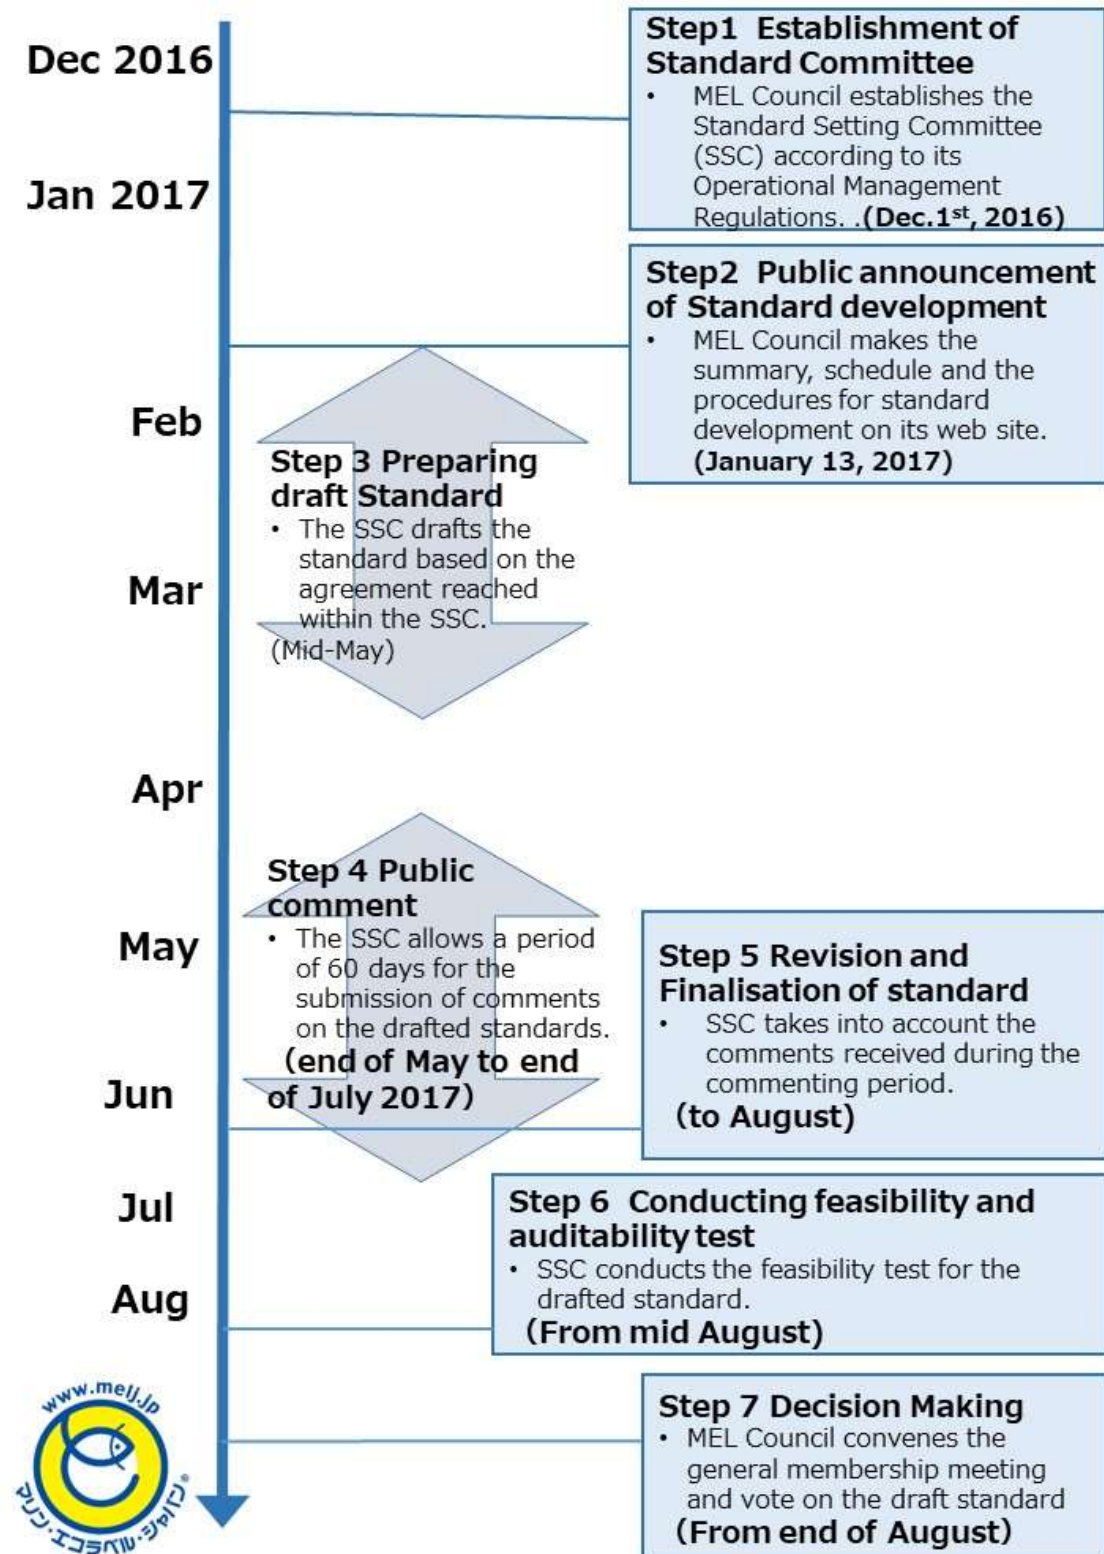 Dec 2016
Step1 Establishment of
Standard Committee
• MEL Council establishes the
Standard Setting Committee
(SSC) according to its
Operational Management
Regulations. .(Dec.1st, 2016)
Jan 2017
Step2 Public announcement
of Standard development
• MEL Council makes the
summary, schedule and the
procedures for standard
development on its web site.
(January 13, 2017)
Feb
Step 3 Preparing
draft Standard
• The SSC drafts the
standard based on the
agreement reached
within the SSC.
(Mid-May)
Mar
Apr
Step 4 Public
comment
• The SSC allows a period
of 60 days for the
submission of comments
on the drafted standards.
(end of May to end
of July 2017)
May
Step 5 Revision and
Finalisation of standard
• SSC takes into account the
comments received during the
commenting period.
(to August)
Jun
Jul
Step 6 Conducting feasibility and
auditability test
• SSC conducts the feasibility test for the
drafted standard.
(From mid August)
Aug
Step 7 Decision Making
• MEL Council convenes the
general membership meeting
and vote on the draft standard
(From end of August)
www.melj.jp
マリン・エコラベル・ジャパン®